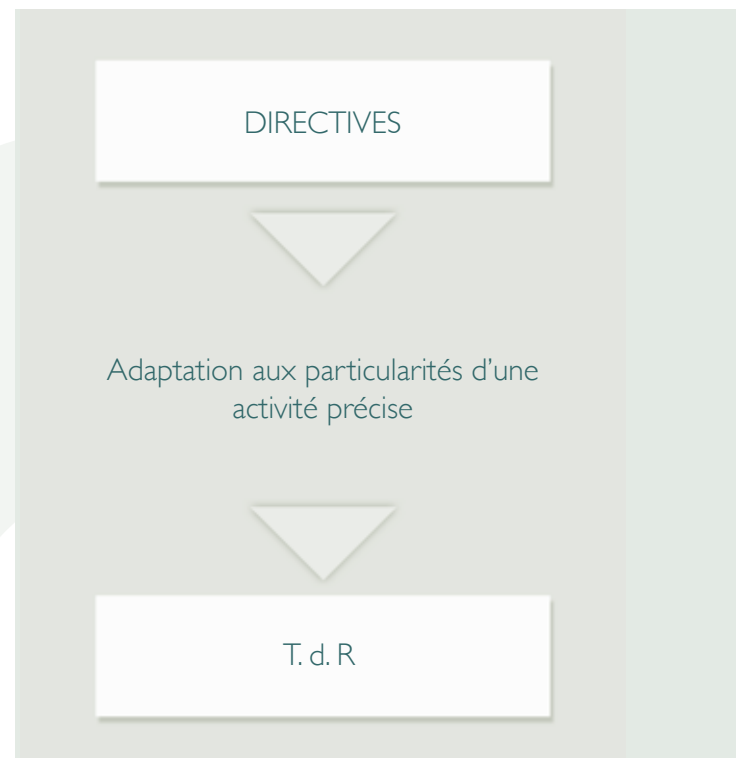 DIRECTIVES
Adaptation aux particularités d’une
activité précise
T. d. R